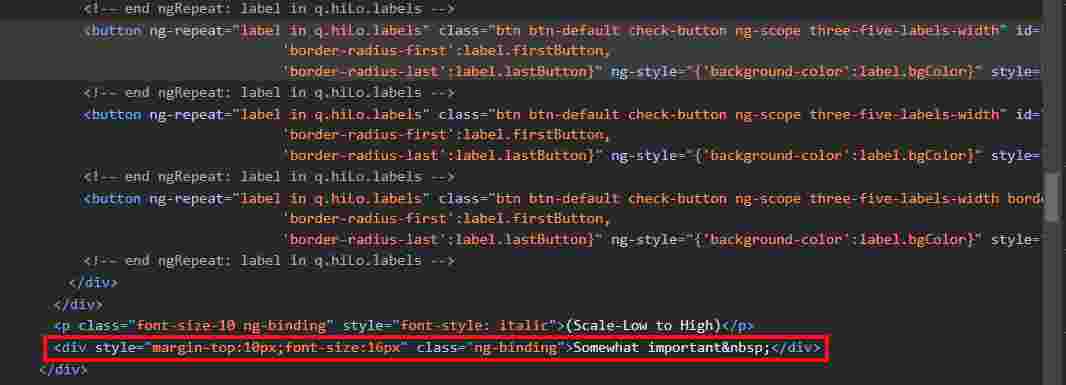 <!-- end ngRepeat: label in q.hiLo.labels -->
<button ng-repeat="label in q.hiLo.labels" class="btn btn-default check-button ng-scope three-five-labels-width" id=
'border-radius-first':label.firstButton,
'border-radius-last':label.lastButton}" ng-style="{'background-color':label.bgColor}" style=
<!-- end ngRepeat: label in q.hiLo.labels -->
<button ng-repeat="label in q.hiLo.labels" class="btn btn-default check-button ng-scope three-five-labels-width" id=
'border-radius-first':label.firstButton,
'border-radius-last':label.lastButton}" ng-style="{'background-color':label.bgColor}" style=
<!-- end ngRepeat: label in q.hiLo.labels -->
<button ng-repeat="label in q.hiLo.labels" class="btn btn-default check-button ng-scope three-five-labels-width bord
'border-radius-first':label.firstButton,
'border-radius-last':label.lastButton}" ng-style="{'background-color':label.bgColor}" style=
<!-- end ngRepeat: label in q.hiLo.labels -->
</div>
</div>
<p class="font-size-10 ng-binding" style="font-style: italic">(Scale-Low to High)</p>
<div style="margin-top:10px;font-size:16px" class="ng-binding">Somewhat important&nbsp;</div>
</div>